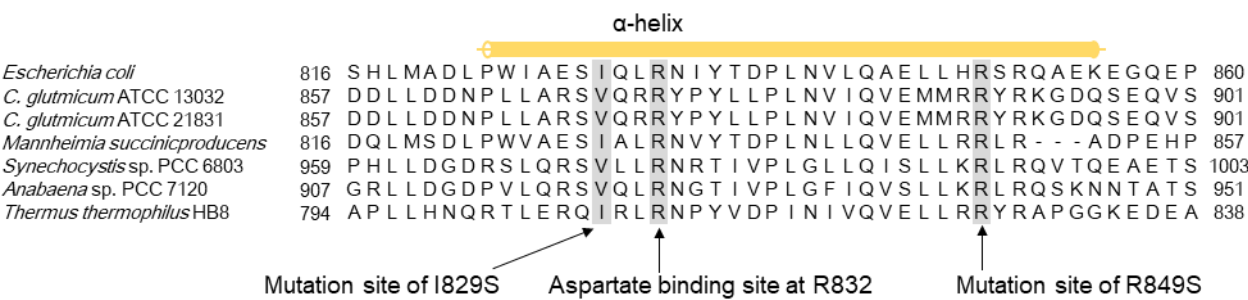 α-helix
Escherichia coli 816 S H L M A D L P W I A E S I Q L R N I Y T D P L N V L Q A E L L H R S R Q A E K E G Q E P 860
C. glutmicum ATCC 13032 857 D D L L D D N P L L A R S V Q R R Y P Y L L P L N V I Q V E M M R R Y R K G D Q S E Q V S 901
C. glutmicum ATCC 21831 857 D D L L D D N P L L A R S V Q R R Y P Y L L P L N V I Q V E M M R R Y R K G D Q S E Q V S 901
Mannheimia succinicproducens 816 D Q L M S D L P W V A E S I A L R N V Y T D P L N L L Q V E L L R R L R - - - A D P E H P 857
Synechocystis sp. PCC 6803 959 P H L L D G D R S L Q R S V L L R N R T I V P L G L L Q I S L L K R L R Q V T Q E A E T S 1003
Anabaena sp. PCC 7120 907 G R L L D G D P V L Q R S V Q L R N G T I V P L G F I Q V S L L K R L R Q S K N N T A T S 951
Thermus thermophilus HB8 794 A P L L H N Q R T L E R Q I R L R N P Y V D P I N I V Q V E L L R R Y R A P G G K E D E A 838
Mutation site of I829S Aspartate binding site at R832 Mutation site of R849S